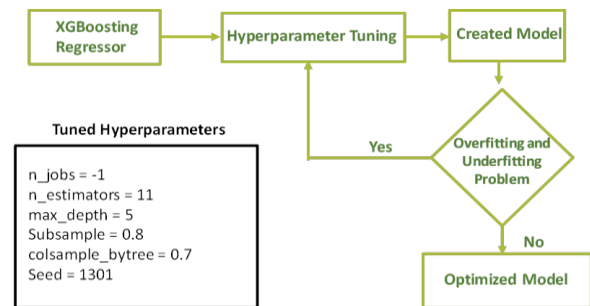 XGBoosting
Regressor
Hyperparameter Tuning
Created Model
Overfitting and
Underfitting
Problem
Yes
No
Optimized Model
Tuned Hyperparameters
n_jobs = -1
n_estimators = 11
max_depth = 5
Subsample = 0.8
colsample_bytree = 0.7
Seed = 1301